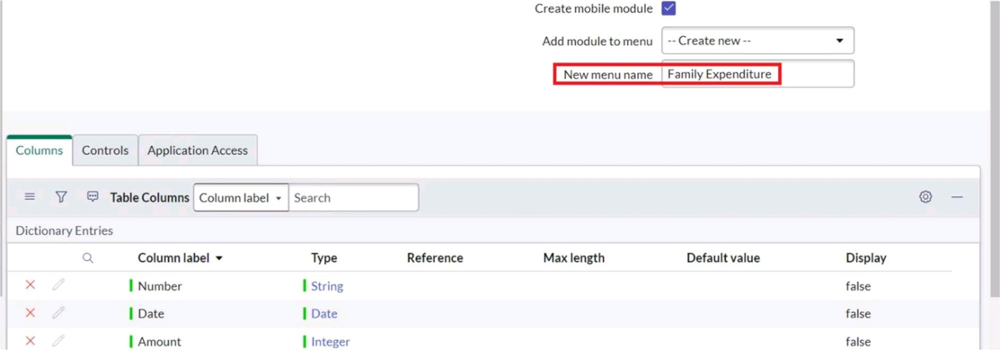 Create mobile module
Add module to menu -- Create new --
New menu name Family Expenditure
Columns Controls Application Access
Table Columns Column label Search
Dictionary Entries
Column label Type Reference Max length Default value Display
Number String false
Date Date false
Amount Integer false